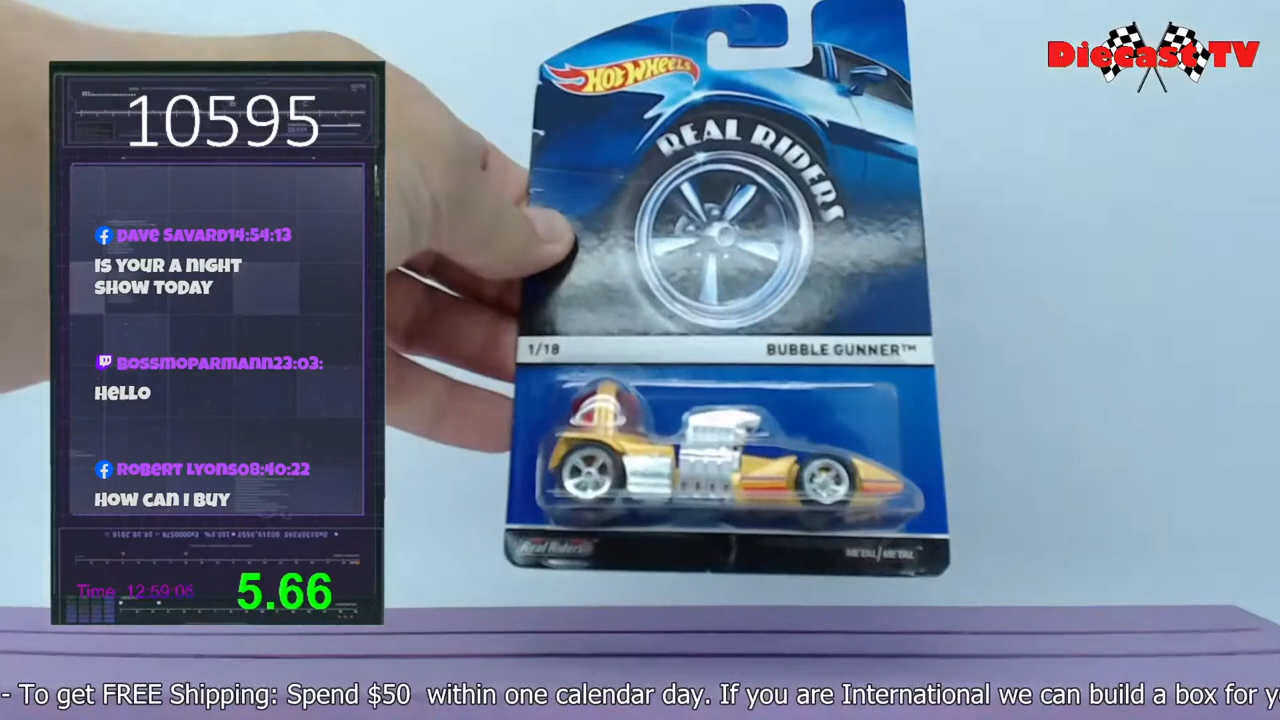 10595
Dave Savard14:54:13
Is your a night
show today
BossmoparMann23:03:
Hello
Robert Lyons08:40:22
How can I buy
Time 12:59:06
5.66
Diecast TV
Hot Wheels
REAL RIDERS
1/18 BUBBLE GUNNER™
Real Riders METAL/METAL
- To get FREE Shipping: Spend $50 within one calendar day. If you are International we can build a box for y